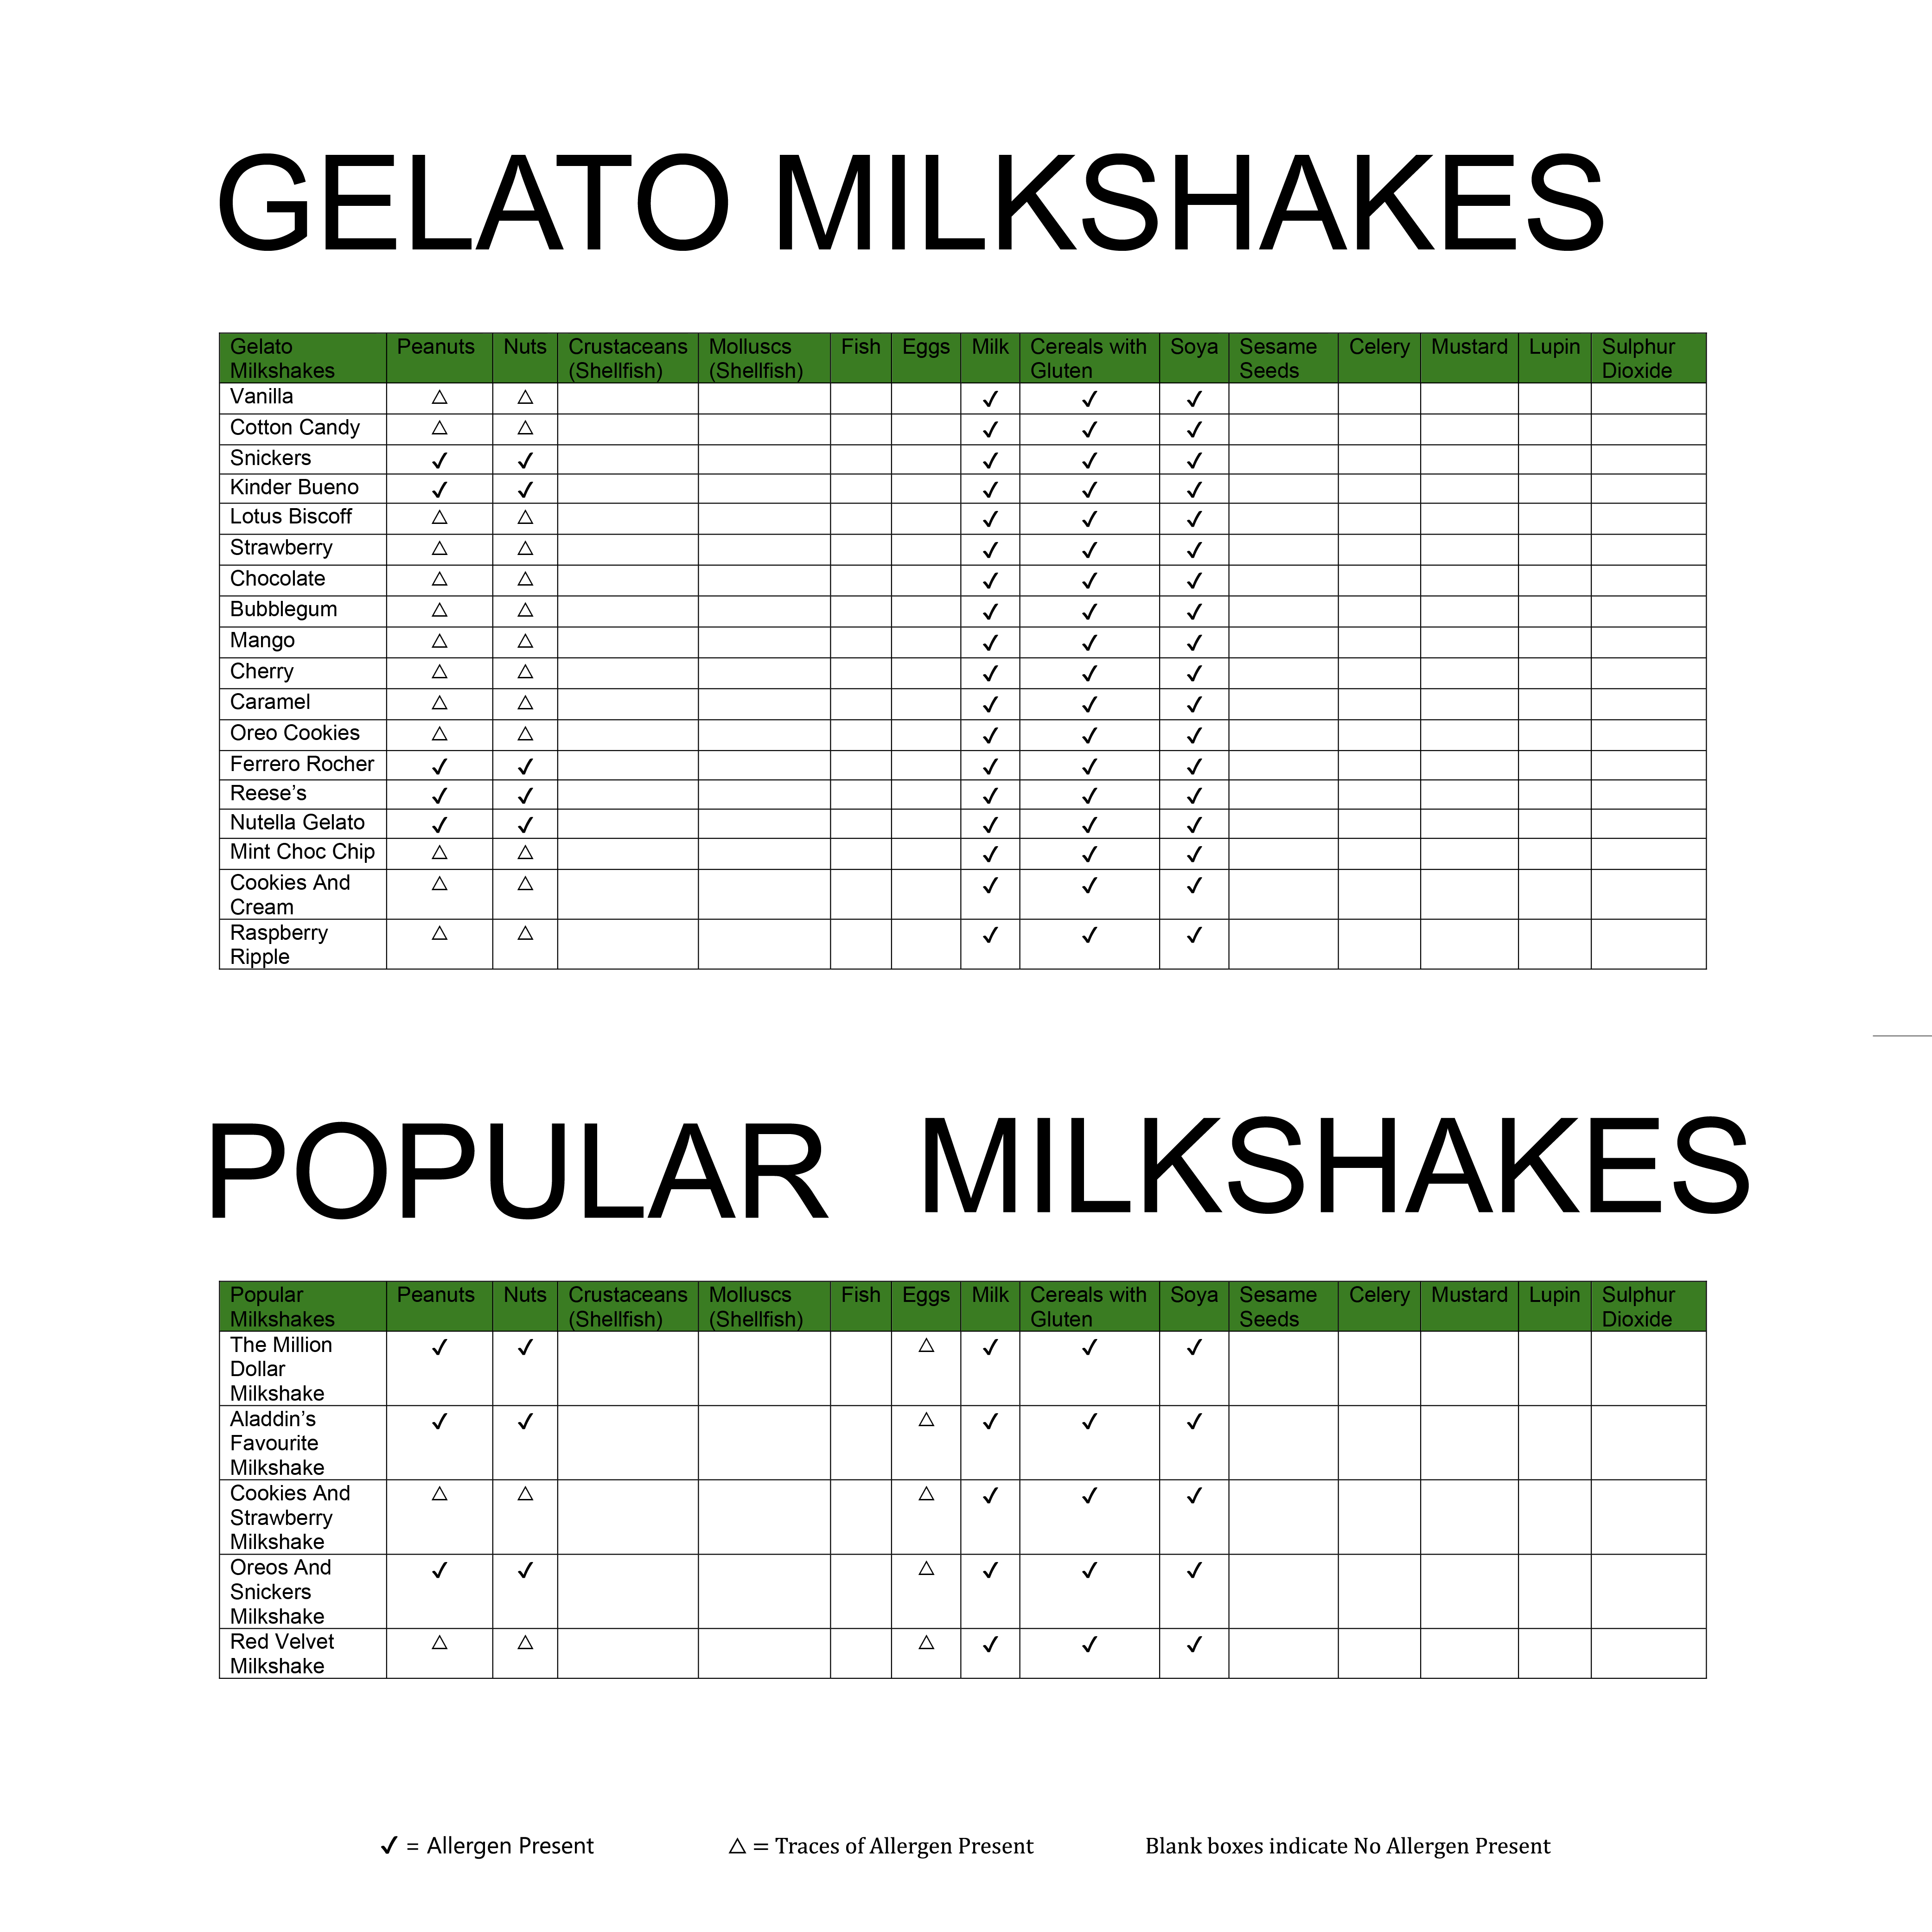 GELATO MILKSHAKES
Gelato Milkshakes Peanuts Nuts Crustaceans (Shellfish) Molluscs (Shellfish) Fish Eggs Milk Cereals with Gluten Soya Sesame Seeds Celery Mustard Lupin Sulphur Dioxide
Vanilla △ △ ✓ ✓ ✓
Cotton Candy △ △ ✓ ✓ ✓
Snickers ✓ ✓ ✓ ✓ ✓
Kinder Bueno ✓ ✓ ✓ ✓ ✓
Lotus Biscoff △ △ ✓ ✓ ✓
Strawberry △ △ ✓ ✓ ✓
Chocolate △ △ ✓ ✓ ✓
Bubblegum △ △ ✓ ✓ ✓
Mango △ △ ✓ ✓ ✓
Cherry △ △ ✓ ✓ ✓
Caramel △ △ ✓ ✓ ✓
Oreo Cookies △ △ ✓ ✓ ✓
Ferrero Rocher ✓ ✓ ✓ ✓ ✓
Reese’s ✓ ✓ ✓ ✓ ✓
Nutella Gelato ✓ ✓ ✓ ✓ ✓
Mint Choc Chip △ △ ✓ ✓ ✓
Cookies And Cream △ △ ✓ ✓ ✓
Raspberry Ripple △ △ ✓ ✓ ✓
POPULAR MILKSHAKES
Popular Milkshakes Peanuts Nuts Crustaceans (Shellfish) Molluscs (Shellfish) Fish Eggs Milk Cereals with Gluten Soya Sesame Seeds Celery Mustard Lupin Sulphur Dioxide
The Million Dollar Milkshake ✓ ✓ △ ✓ ✓ ✓
Aladdin’s Favourite Milkshake ✓ ✓ △ ✓ ✓ ✓
Cookies And Strawberry Milkshake △ △ △ ✓ ✓ ✓
Oreos And Snickers Milkshake ✓ ✓ △ ✓ ✓ ✓
Red Velvet Milkshake △ △ △ ✓ ✓ ✓
✓ = Allergen Present △ = Traces of Allergen Present Blank boxes indicate No Allergen Present